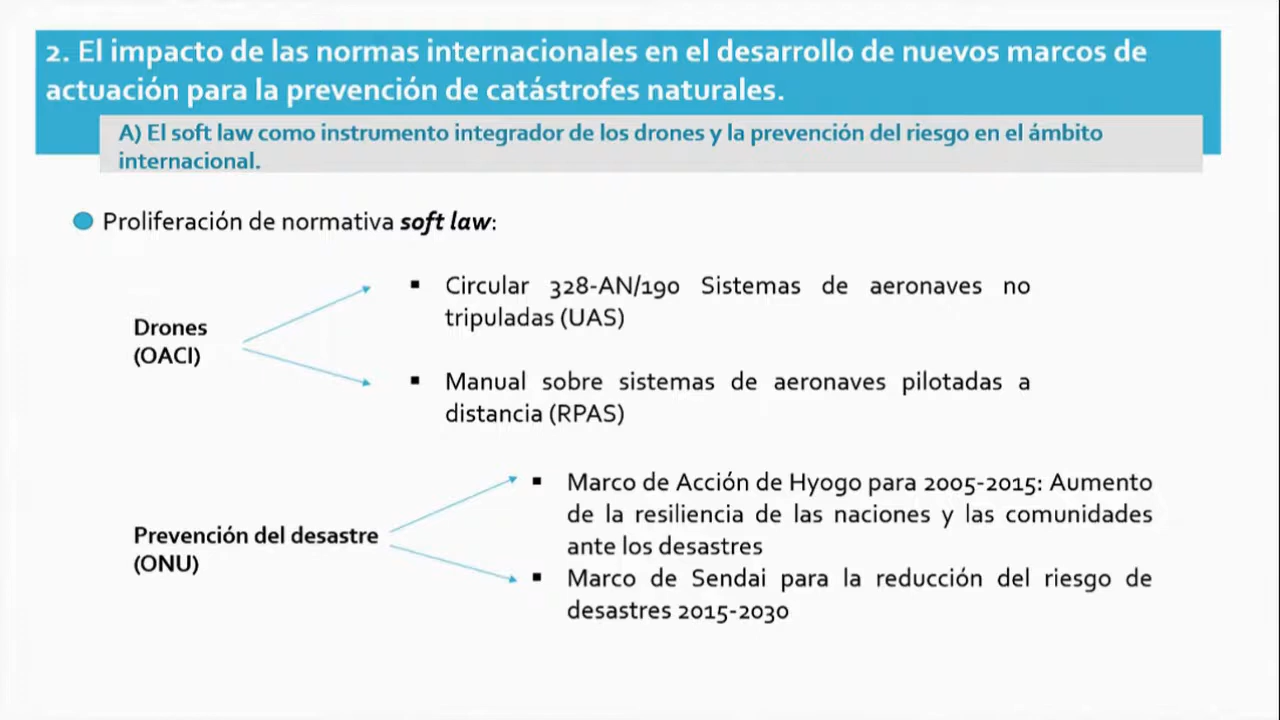 2. El impacto de las normas internacionales en el desarrollo de nuevos marcos de
actuación para la prevención de catástrofes naturales.
A) El soft law como instrumento integrador de los drones y la prevención del riesgo en el ámbito
internacional.
Proliferación de normativa soft law:
Drones
(OACI)
▪ Circular 328-AN/190 Sistemas de aeronaves no
tripuladas (UAS)
▪ Manual sobre sistemas de aeronaves pilotadas a
distancia (RPAS)
Prevención del desastre
(ONU)
▪ Marco de Acción de Hyogo para 2005-2015: Aumento
de la resiliencia de las naciones y las comunidades
ante los desastres
▪ Marco de Sendai para la reducción del riesgo de
desastres 2015-2030